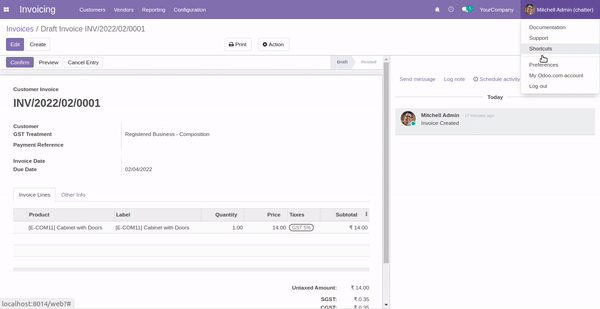 Invoicing Customers Vendors Reporting Configuration YourCompany Mitchell Admin (chatter)
Invoices / Draft Invoice INV/2022/02/0001
Edit Create Print Action
Confirm Preview Cancel Entry Draft Posted
Documentation
Support
Shortcuts
Preferences
My Odoo.com account
Log out
Send message Log note Schedule activity
Today
Mitchell Admin
Invoice Created
Customer Invoice
INV/2022/02/0001
Customer
GST Treatment Registered Business - Composition
Payment Reference
Invoice Date
Due Date 02/04/2022
Invoice Lines Other Info
Product Label Quantity Price Taxes Subtotal
[E-COM11] Cabinet with Doors [E-COM11] Cabinet with Doors 1.00 14.00 GST 5% ₹ 14.00
Untaxed Amount: ₹ 14.00
SGST: ₹ 0.35
CGST: ₹ 0.35
localhost:8014/web?#